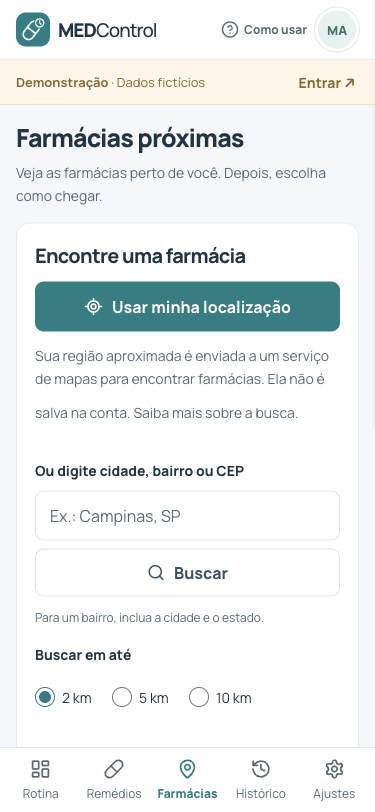 MEDControl
Como usar
MA
Demonstração · Dados fictícios
Entrar
Farmácias próximas
Veja as farmácias perto de você. Depois, escolha
como chegar.
Encontre uma farmácia
Usar minha localização
Sua região aproximada é enviada a um serviço
de mapas para encontrar farmácias. Ela não é
salva na conta. Saiba mais sobre a busca.
Ou digite cidade, bairro ou CEP
Ex.: Campinas, SP
Buscar
Para um bairro, inclua a cidade e o estado.
Buscar em até
2 km
5 km
10 km
Rotina
Remédios
Farmácias
Histórico
Ajustes